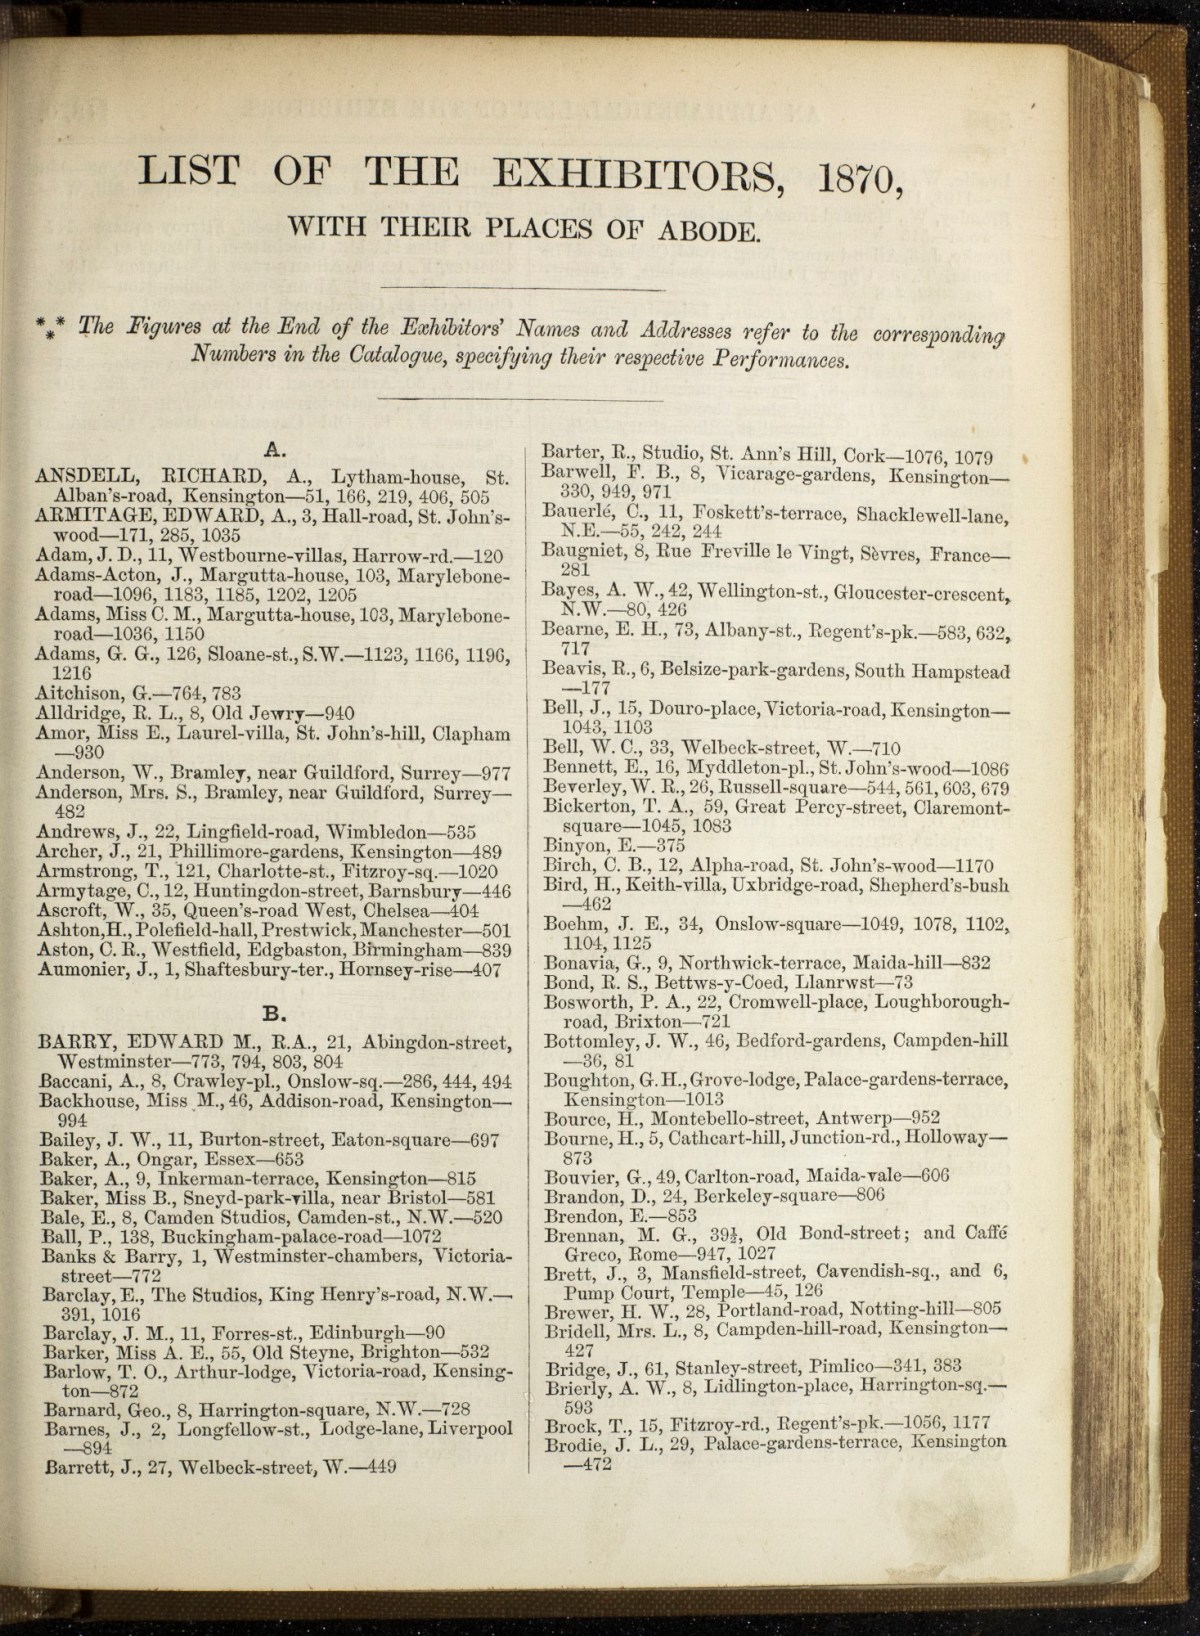 LIST OF THE EXHIBITORS, 1870,
WITH THEIR PLACES OF ABODE.
*** The Figures at the End of the Exhibitors' Names and Addresses refer to the corresponding
Numbers in the Catalogue, specifying their respective Performances.
A.
ANSDELL, RICHARD, A., Lytham-house, St.
Alban's-road, Kensington—51, 166, 219, 406, 505
ARMITAGE, EDWARD, A., 3, Hall-road, St. John's-
wood—171, 285, 1035
Adam, J. D., 11, Westbourne-villas, Harrow-rd.—120
Adams-Acton, J., Margutta-house, 103, Marylebone-
road—1096, 1183, 1185, 1202, 1205
Adams, Miss C. M., Margutta-house, 103, Marylebone-
road—1036, 1150
Adams, G. G., 126, Sloane-st., S.W.—1123, 1166, 1196,
1216
Aitchison, G.—764, 783
Alldridge, R. L., 8, Old Jewry—940
Amor, Miss E., Laurel-villa, St. John's-hill, Clapham
—930
Anderson, W., Bramley, near Guildford, Surrey—977
Anderson, Mrs. S., Bramley, near Guildford, Surrey—
482
Andrews, J., 22, Lingfield-road, Wimbledon—535
Archer, J., 21, Phillimore-gardens, Kensington—489
Armstrong, T., 121, Charlotte-st., Fitzroy-sq.—1020
Armytage, C., 12, Huntingdon-street, Barnsbury—446
Ascroft, W., 35, Queen's-road West, Chelsea—404
Ashton, H., Polefield-hall, Prestwick, Manchester—501
Aston, C. R., Westfield, Edgbaston, Birmingham—839
Aumonier, J., 1, Shaftesbury-ter., Hornsey-rise—407
B.
BARRY, EDWARD M., R.A., 21, Abingdon-street,
Westminster—773, 794, 803, 804
Baccani, A., 8, Crawley-pl., Onslow-sq.—286, 444, 494
Backhouse, Miss M., 46, Addison-road, Kensington—
994
Bailey, J. W., 11, Burton-street, Eaton-square—697
Baker, A., Ongar, Essex—653
Baker, A., 9, Inkerman-terrace, Kensington—815
Baker, Miss B., Sneyd-park-villa, near Bristol—581
Bale, E., 8, Camden Studios, Camden-st., N.W.—520
Ball, P., 138, Buckingham-palace-road—1072
Banks & Barry, 1, Westminster-chambers, Victoria-
street—772
Barclay, E., The Studios, King Henry's-road, N.W.—
391, 1016
Barclay, J. M., 11, Forres-st., Edinburgh—90
Barker, Miss A. E., 55, Old Steyne, Brighton—532
Barlow, T. O., Arthur-lodge, Victoria-road, Kensing-
ton—872
Barnard, Geo., 8, Harrington-square, N.W.—728
Barnes, J., 2, Longfellow-st., Lodge-lane, Liverpool
—894
Barrett, J., 27, Welbeck-street, W.—449
Barter, R., Studio, St. Ann's Hill, Cork—1076, 1079
Barwell, F. B., 8, Vicarage-gardens, Kensington—
330, 949, 971
Bauerlé, C., 11, Foskett's-terrace, Shacklewell-lane,
N.E.—55, 242, 244
Baugniet, 8, Rue Freville le Vingt, Sèvres, France—
281
Bayes, A. W., 42, Wellington-st., Gloucester-crescent,
N.W.—80, 426
Bearne, E. H., 73, Albany-st., Regent's-pk.—583, 632,
717
Beavis, R., 6, Belsize-park-gardens, South Hampstead
—177
Bell, J., 15, Douro-place, Victoria-road, Kensington—
1043, 1103
Bell, W. C., 33, Welbeck-street, W.—710
Bennett, E., 16, Myddleton-pl., St. John's-wood—1086
Beverley, W. R., 26, Russell-square—544, 561, 603, 679
Bickerton, T. A., 59, Great Percy-street, Claremont-
square—1045, 1083
Binyon, E.—375
Birch, C. B., 12, Alpha-road, St. John's-wood—1170
Bird, H., Keith-villa, Uxbridge-road, Shepherd's-bush
—462
Boehm, J. E., 34, Onslow-square—1049, 1078, 1102,
1104, 1125
Bonavia, G., 9, Northwick-terrace, Maida-hill—832
Bond, R. S., Bettws-y-Coed, Llanrwst—73
Bosworth, P. A., 22, Cromwell-place, Loughborough-
road, Brixton—721
Bottomley, J. W., 46, Bedford-gardens, Campden-hill
—36, 81
Boughton, G. H., Grove-lodge, Palace-gardens-terrace,
Kensington—1013
Bource, H., Montebello-street, Antwerp—952
Bourne, H., 5, Cathcart-hill, Junction-rd., Holloway—
873
Bouvier, G., 49, Carlton-road, Maida-vale—606
Brandon, D., 24, Berkeley-square—806
Brendon, E.—853
Brennan, M. G., 39½, Old Bond-street; and Caffé
Greco, Rome—947, 1027
Brett, J., 3, Mansfield-street, Cavendish-sq., and 6,
Pump Court, Temple—45, 126
Brewer, H. W., 28, Portland-road, Notting-hill—805
Bridell, Mrs. L., 8, Campden-hill-road, Kensington—
427
Bridge, J., 61, Stanley-street, Pimlico—341, 383
Brierly, A. W., 8, Lidlington-place, Harrington-sq.—
593
Brock, T., 15, Fitzroy-rd., Regent's-pk.—1056, 1177
Brodie, J. L., 29, Palace-gardens-terrace, Kensington
—472